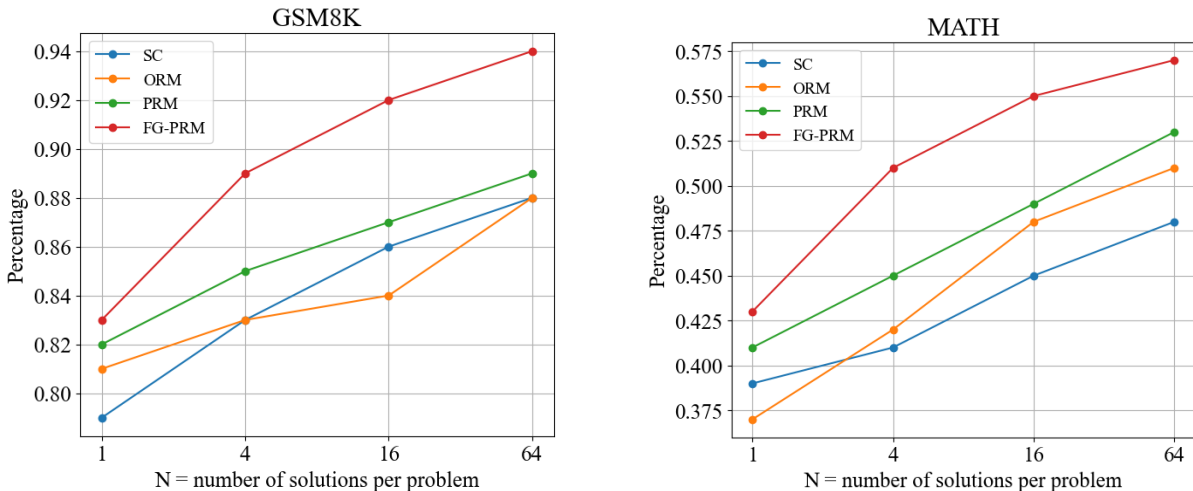 GSM8K
SC
ORM
PRM
FG-PRM
Percentage
0.94
0.92
0.90
0.88
0.86
0.84
0.82
0.80
1
4
16
64
N = number of solutions per problem
MATH
SC
ORM
PRM
FG-PRM
Percentage
0.575
0.550
0.525
0.500
0.475
0.450
0.425
0.400
0.375
1
4
16
64
N = number of solutions per problem